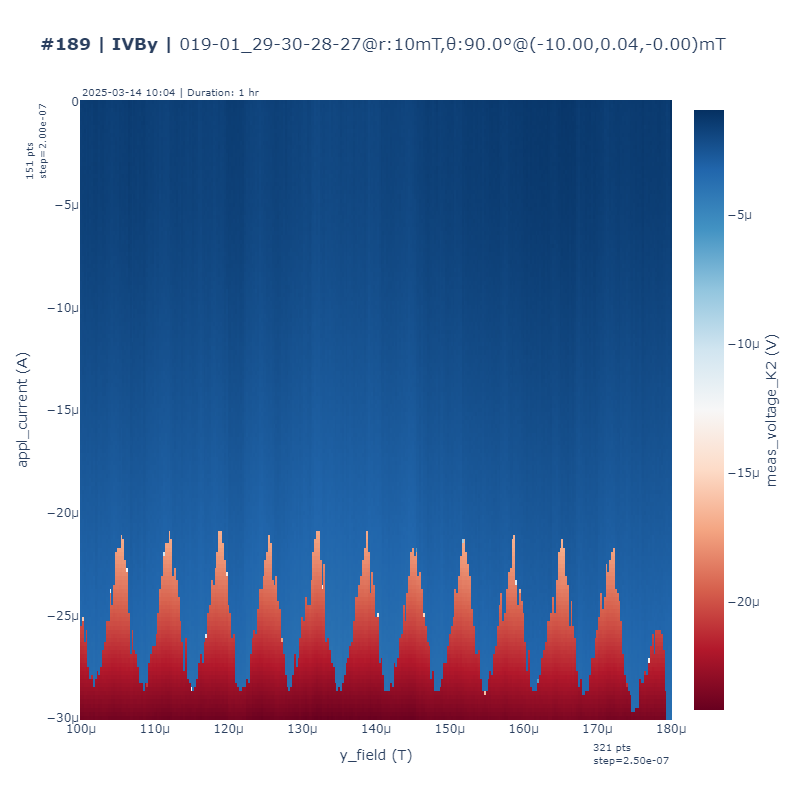 #189 | IVBy | 019-01_29-30-28-27@r:10mT,θ:90.0°@(-10.00,0.04,-0.00)mT
2025-03-14 10:04 | Duration: 1 hr
151 pts
step=2.00e-07
appl_current (A)
0
−5μ
−10μ
−15μ
−20μ
−25μ
−30μ
100μ
110μ
120μ
130μ
140μ
150μ
160μ
170μ
180μ
y_field (T)
321 pts
step=2.50e-07
−5μ
−10μ
−15μ
−20μ
meas_voltage_K2 (V)